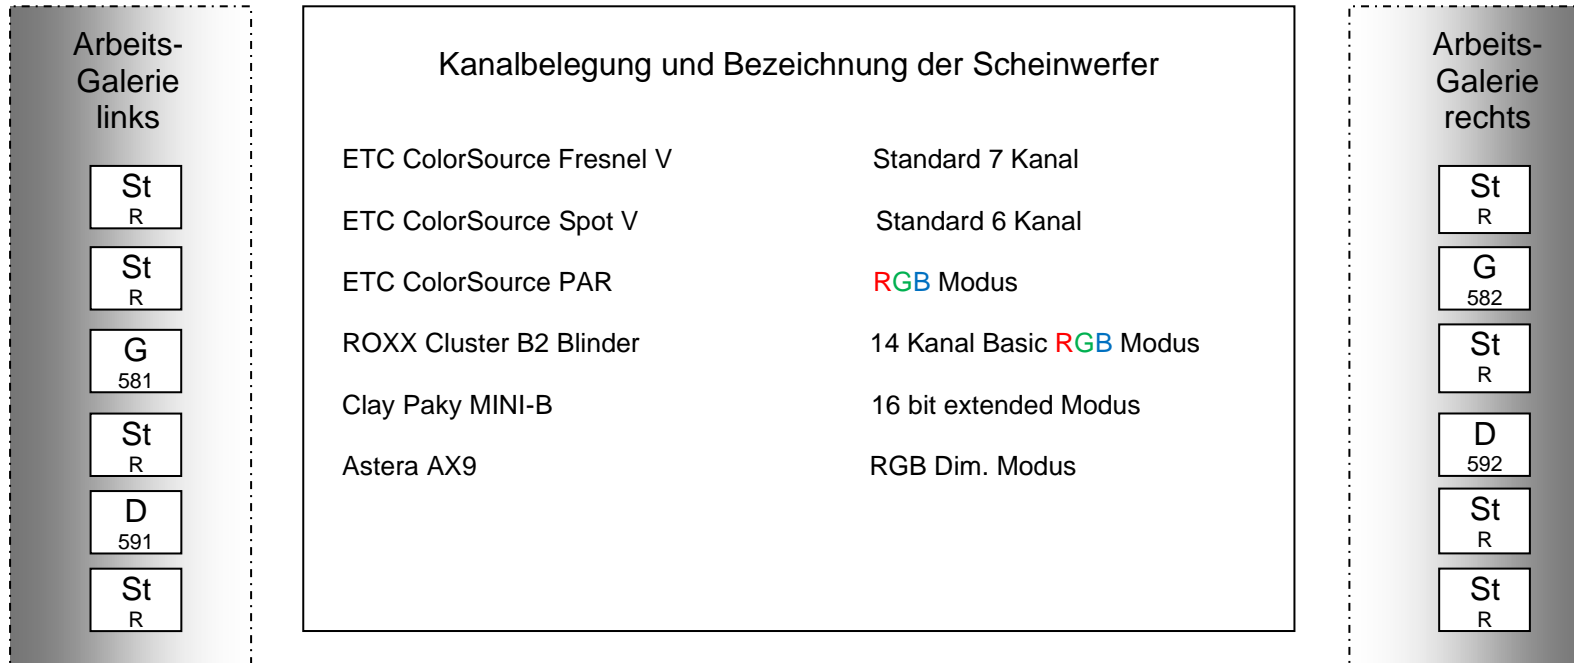 Arbeits-
Galerie
links
St
R
St
R
G
581
St
R
D
591
St
R
Kanalbelegung und Bezeichnung der Scheinwerfer
ETC ColorSource Fresnel V Standard 7 Kanal
ETC ColorSource Spot V Standard 6 Kanal
ETC ColorSource PAR RGB Modus
ROXX Cluster B2 Blinder 14 Kanal Basic RGB Modus
Clay Paky MINI-B 16 bit extended Modus
Astera AX9 RGB Dim. Modus
Arbeits-
Galerie
rechts
St
R
G
582
St
R
D
592
St
R
St
R